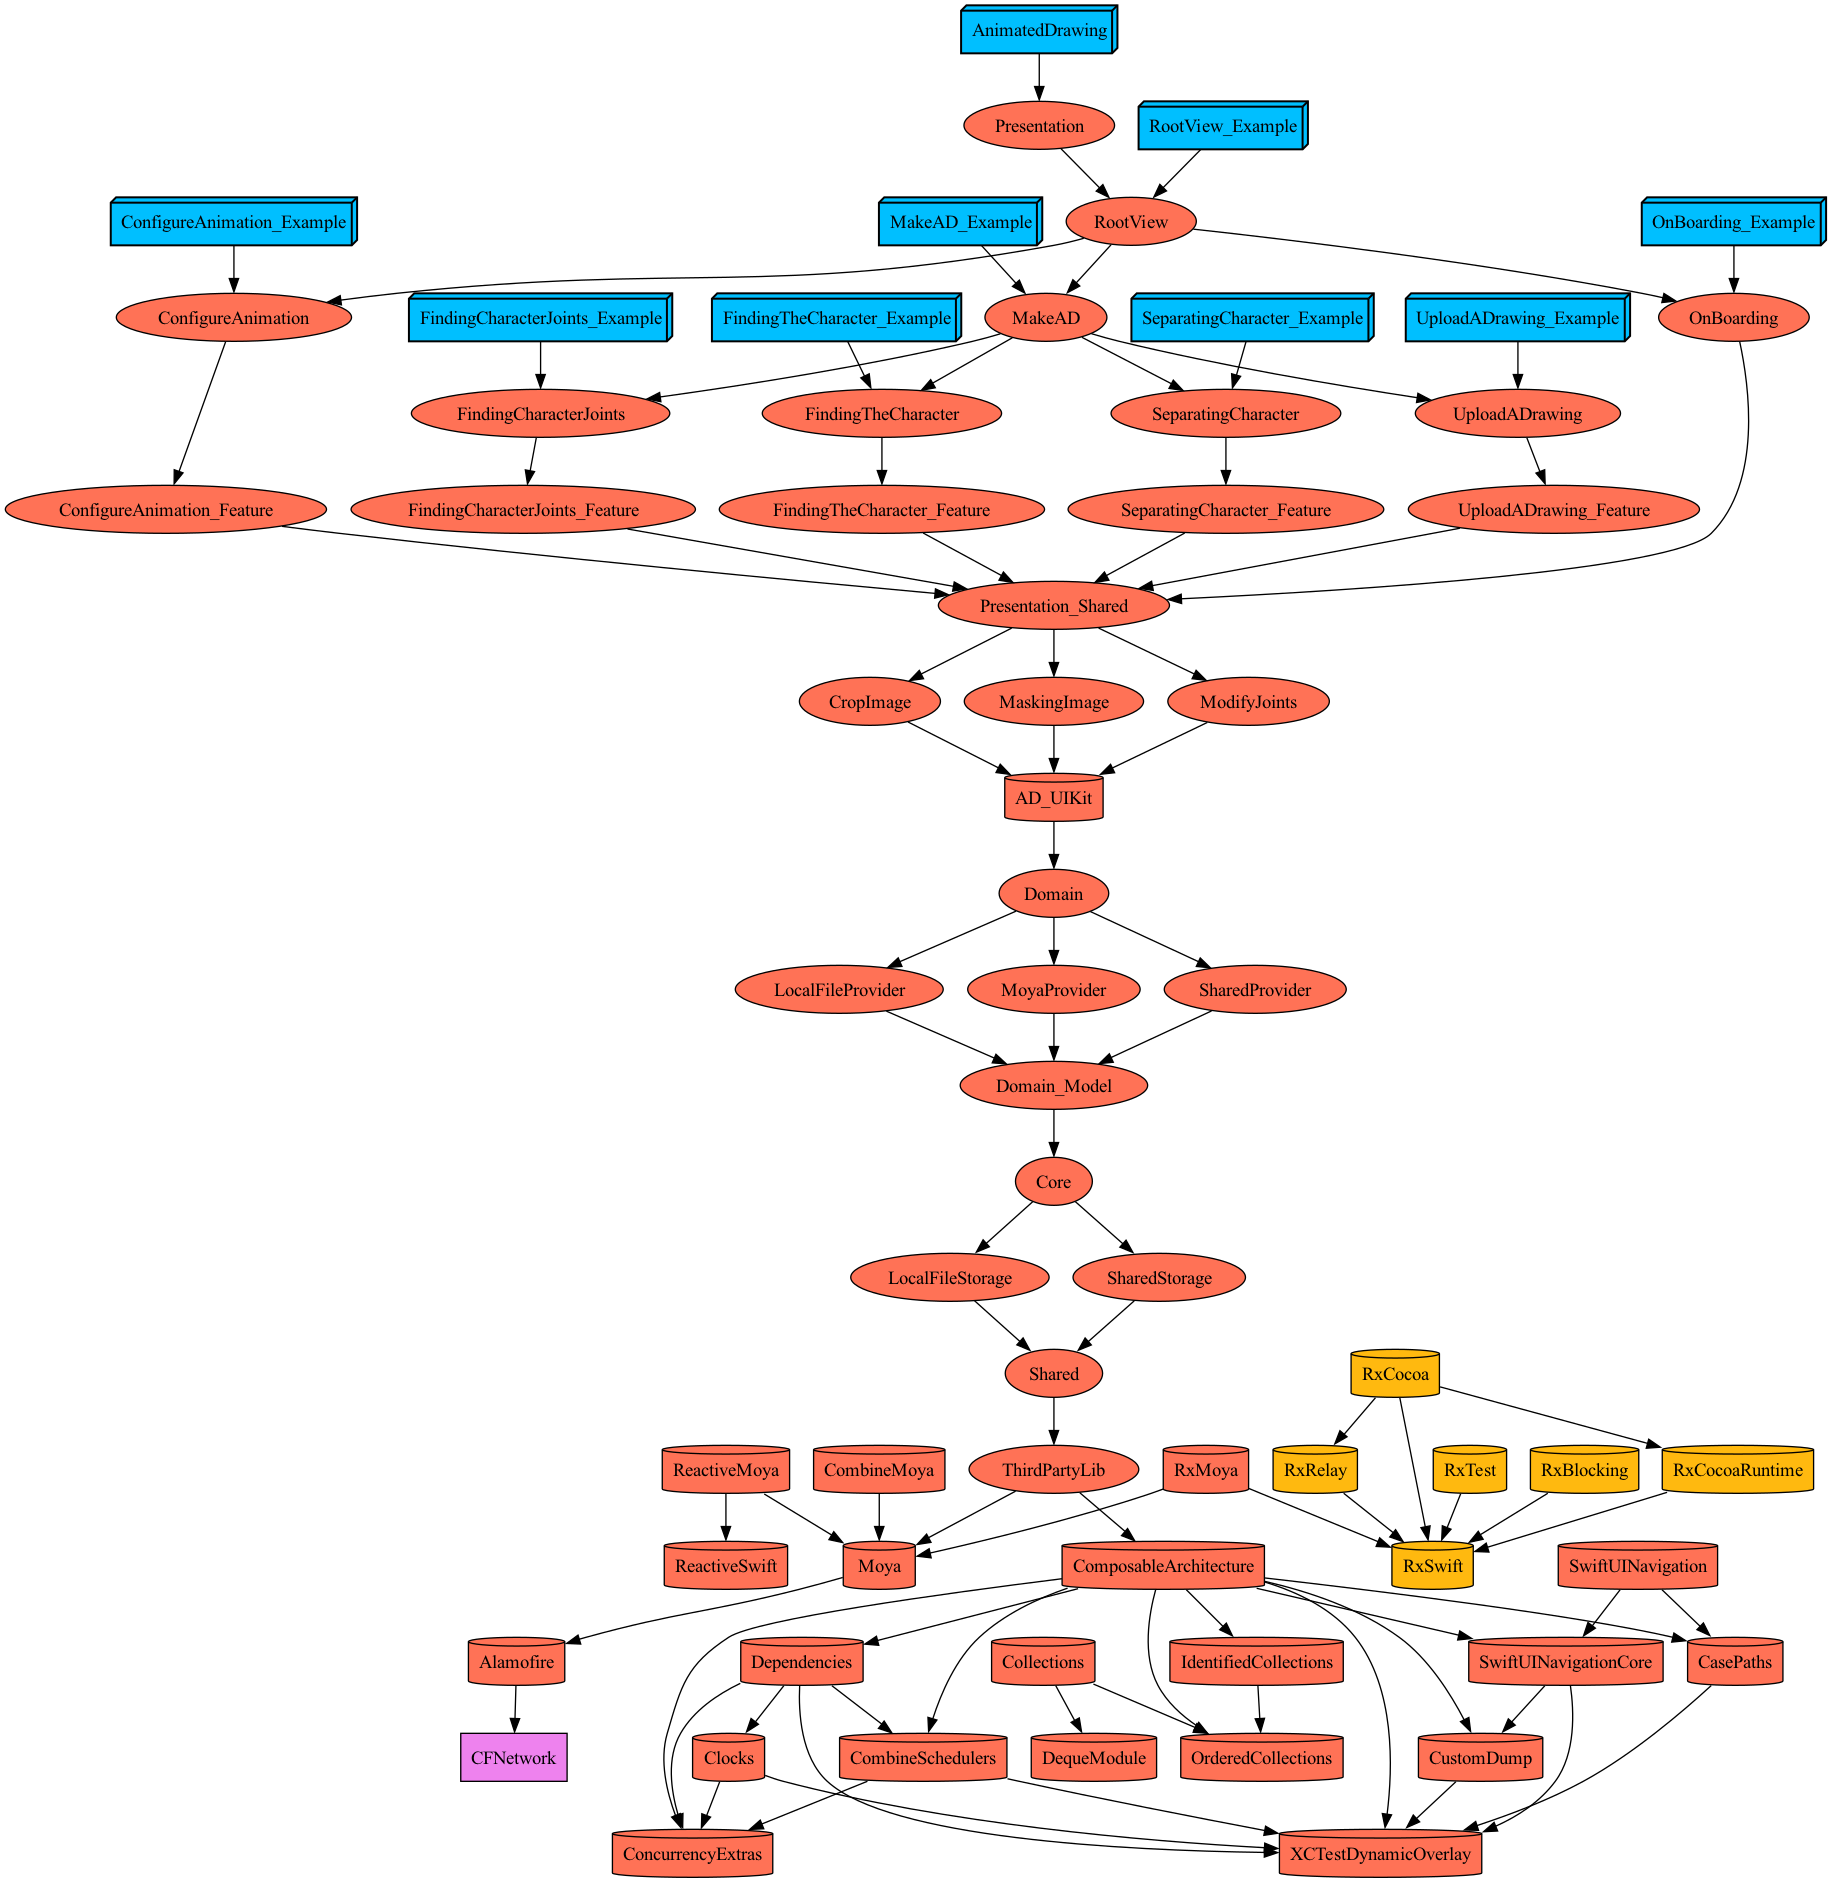 AnimatedDrawing
Presentation
RootView_Example
ConfigureAnimation_Example
MakeAD_Example
RootView
OnBoarding_Example
ConfigureAnimation
FindingCharacterJoints_Example
FindingTheCharacter_Example
MakeAD
SeparatingCharacter_Example
UploadADrawing_Example
OnBoarding
FindingCharacterJoints
FindingTheCharacter
SeparatingCharacter
UploadADrawing
ConfigureAnimation_Feature
FindingCharacterJoints_Feature
FindingTheCharacter_Feature
SeparatingCharacter_Feature
UploadADrawing_Feature
Presentation_Shared
CropImage
MaskingImage
ModifyJoints
AD_UIKit
Domain
LocalFileProvider
MoyaProvider
SharedProvider
Domain_Model
Core
LocalFileStorage
SharedStorage
Shared
RxCocoa
ReactiveMoya
CombineMoya
ThirdPartyLib
RxMoya
RxRelay
RxTest
RxBlocking
RxCocoaRuntime
ReactiveSwift
Moya
ComposableArchitecture
RxSwift
SwiftUINavigation
Alamofire
Dependencies
Collections
IdentifiedCollections
SwiftUINavigationCore
CasePaths
CFNetwork
Clocks
CombineSchedulers
DequeModule
OrderedCollections
CustomDump
ConcurrencyExtras
XCTestDynamicOverlay